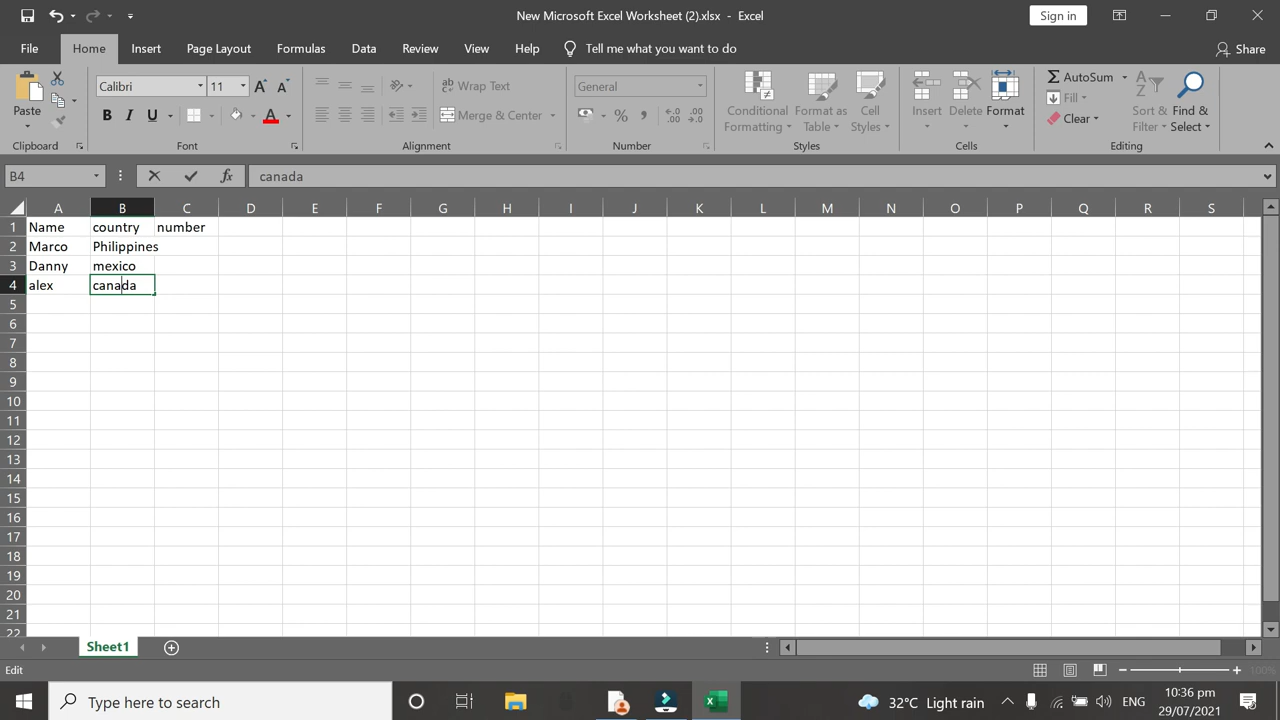 New Microsoft Excel Worksheet (2).xlsx - Excel
Sign in
File Home Insert Page Layout Formulas Data Review View Help Tell me what you want to do Share
Paste
Clipboard
Calibri 11 A A
B I U A
Font
ab Wrap Text
Merge & Center
Alignment
General
% , .00
Number
Conditional Formatting
Format as Table
Cell Styles
Styles
Insert Delete Format
Cells
Σ AutoSum
Fill
Clear
Sort & Filter
Find & Select
Editing
B4 fx canada
A B C D E F G H I J K L M N O P Q R S
1 Name country number
2 Marco Philippines
3 Danny mexico
4 alex canada
5
6
7
8
9
10
11
12
13
14
15
16
17
18
19
20
21
22
Sheet1
Edit 100%
Type here to search 32°C Light rain ENG
10:36 pm
29/07/2021